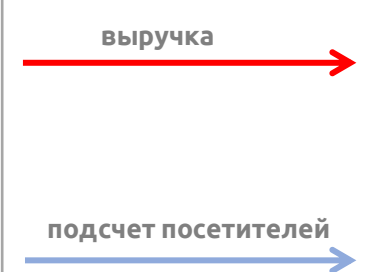 выручка
подсчет посетителей